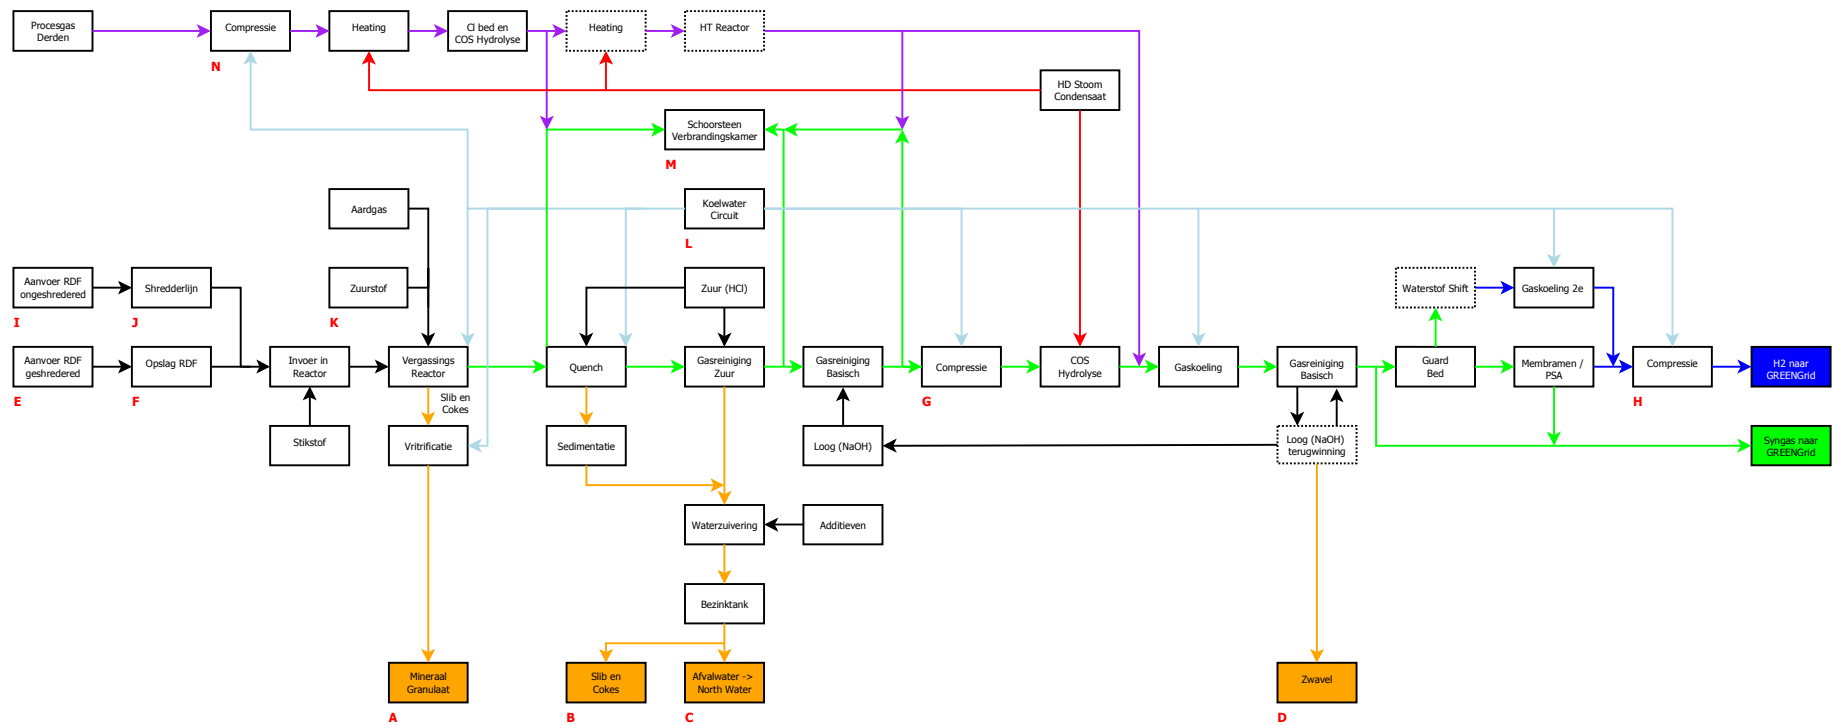 Procesgas
Derden
Compressie
Heating
Cl bed en
COS Hydrolyse
Heating
HT Reactor
N
HD Stoom
Condensaat
Schoorsteen
Verbrandingskamer
M
Aardgas
Koelwater
Circuit
L
Aanvoer RDF
ongeshredered
Shredderlijn
Zuurstof
Zuur (HCl)
Waterstof Shift
Gaskoeling 2e
I
J
K
Aanvoer RDF
geshredered
Opslag RDF
Invoer in
Reactor
Vergassings
Reactor
Quench
Gasreiniging
Zuur
Gasreiniging
Basisch
Compressie
COS
Hydrolyse
Gaskoeling
Gasreiniging
Basisch
Guard
Bed
Membramen /
PSA
Compressie
H2 naar
GREENGrid
E
F
G
H
Slib en
Cokes
Stikstof
Vritrificatie
Sedimentatie
Loog (NaOH)
Loog (NaOH)
terugwinning
Syngas naar
GREENGrid
Waterzuivering
Additieven
Bezinktank
Mineraal
Granulaat
Slib en
Cokes
Afvalwater ->
North Water
Zwavel
A
B
C
D